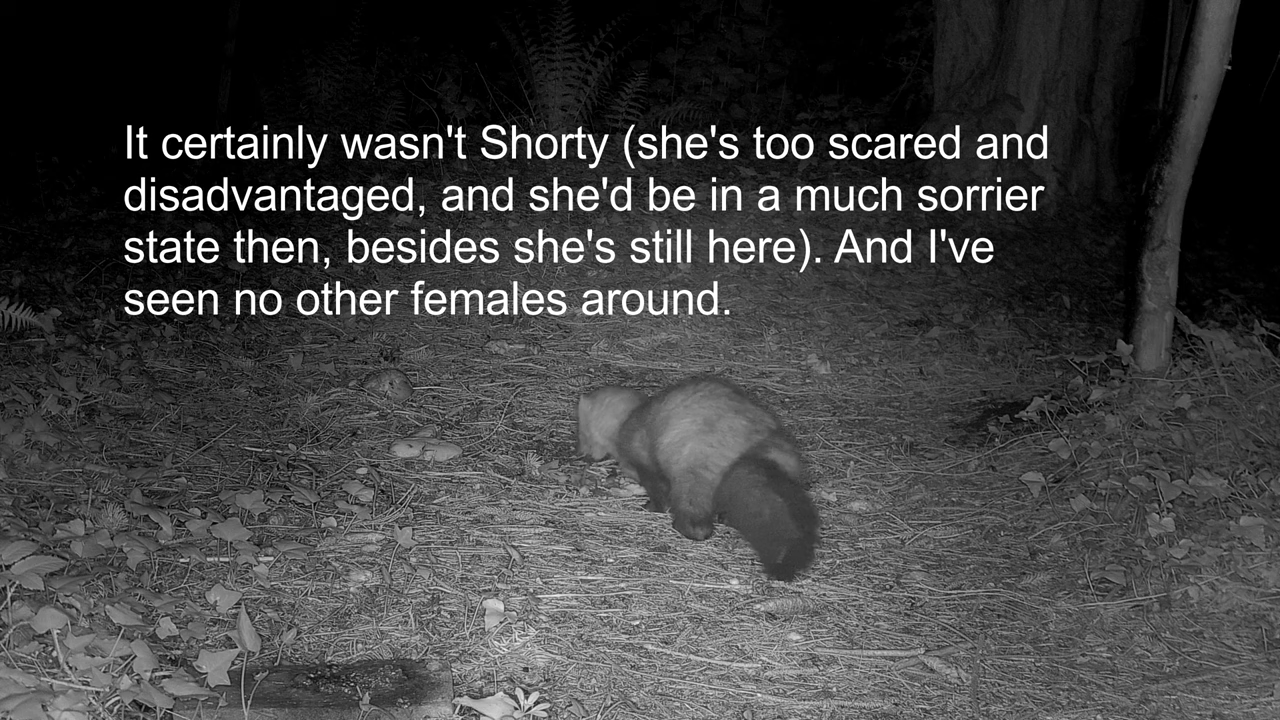 It certainly wasn't Shorty (she's too scared and
disadvantaged, and she'd be in a much sorrier
state then, besides she's still here). And I've
seen no other females around.